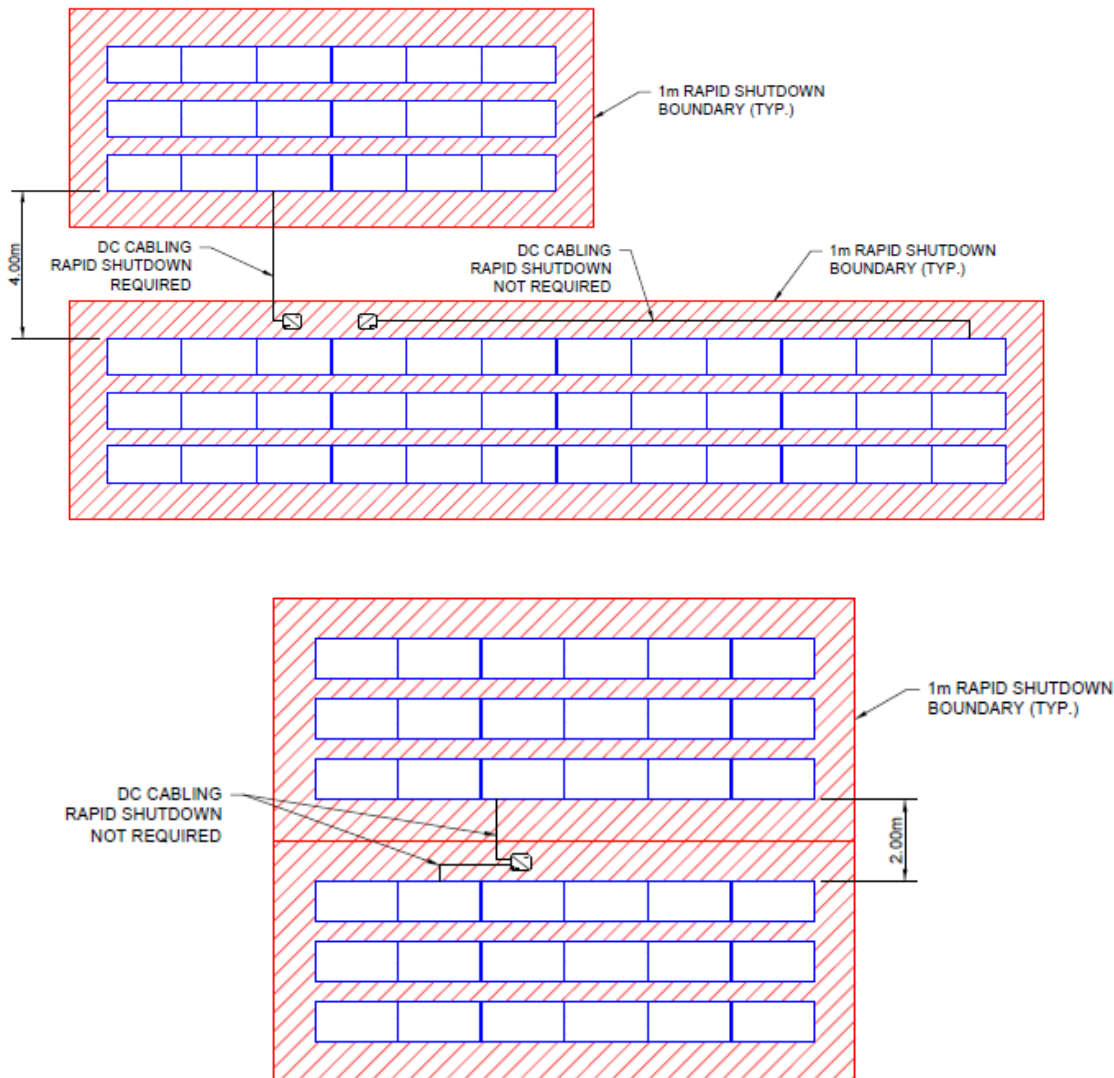 1m RAPID SHUTDOWN
BOUNDARY (TYP.)
4.00m
DC CABLING
RAPID SHUTDOWN
REQUIRED
DC CABLING
RAPID SHUTDOWN
NOT REQUIRED
1m RAPID SHUTDOWN
BOUNDARY (TYP.)
1m RAPID SHUTDOWN
BOUNDARY (TYP.)
DC CABLING
RAPID SHUTDOWN
NOT REQUIRED
2.00m